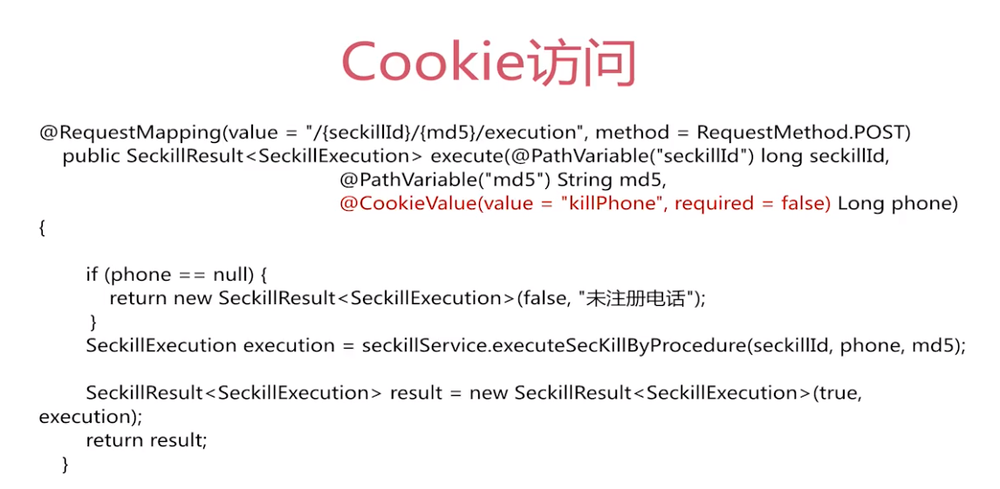 Cookie访问
@RequestMapping(value = "/{seckillId}/{md5}/execution", method = RequestMethod.POST)
public SeckillResult<SeckillExecution> execute(@PathVariable("seckillId") long seckillId,
@PathVariable("md5") String md5,
@CookieValue(value = "killPhone", required = false) Long phone)
{
if (phone == null) {
return new SeckillResult<SeckillExecution>(false, "未注册电话");
}
SeckillExecution execution = seckillService.executeSecKillByProcedure(seckillId, phone, md5);
SeckillResult<SeckillExecution> result = new SeckillResult<SeckillExecution>(true,
execution);
return result;
}